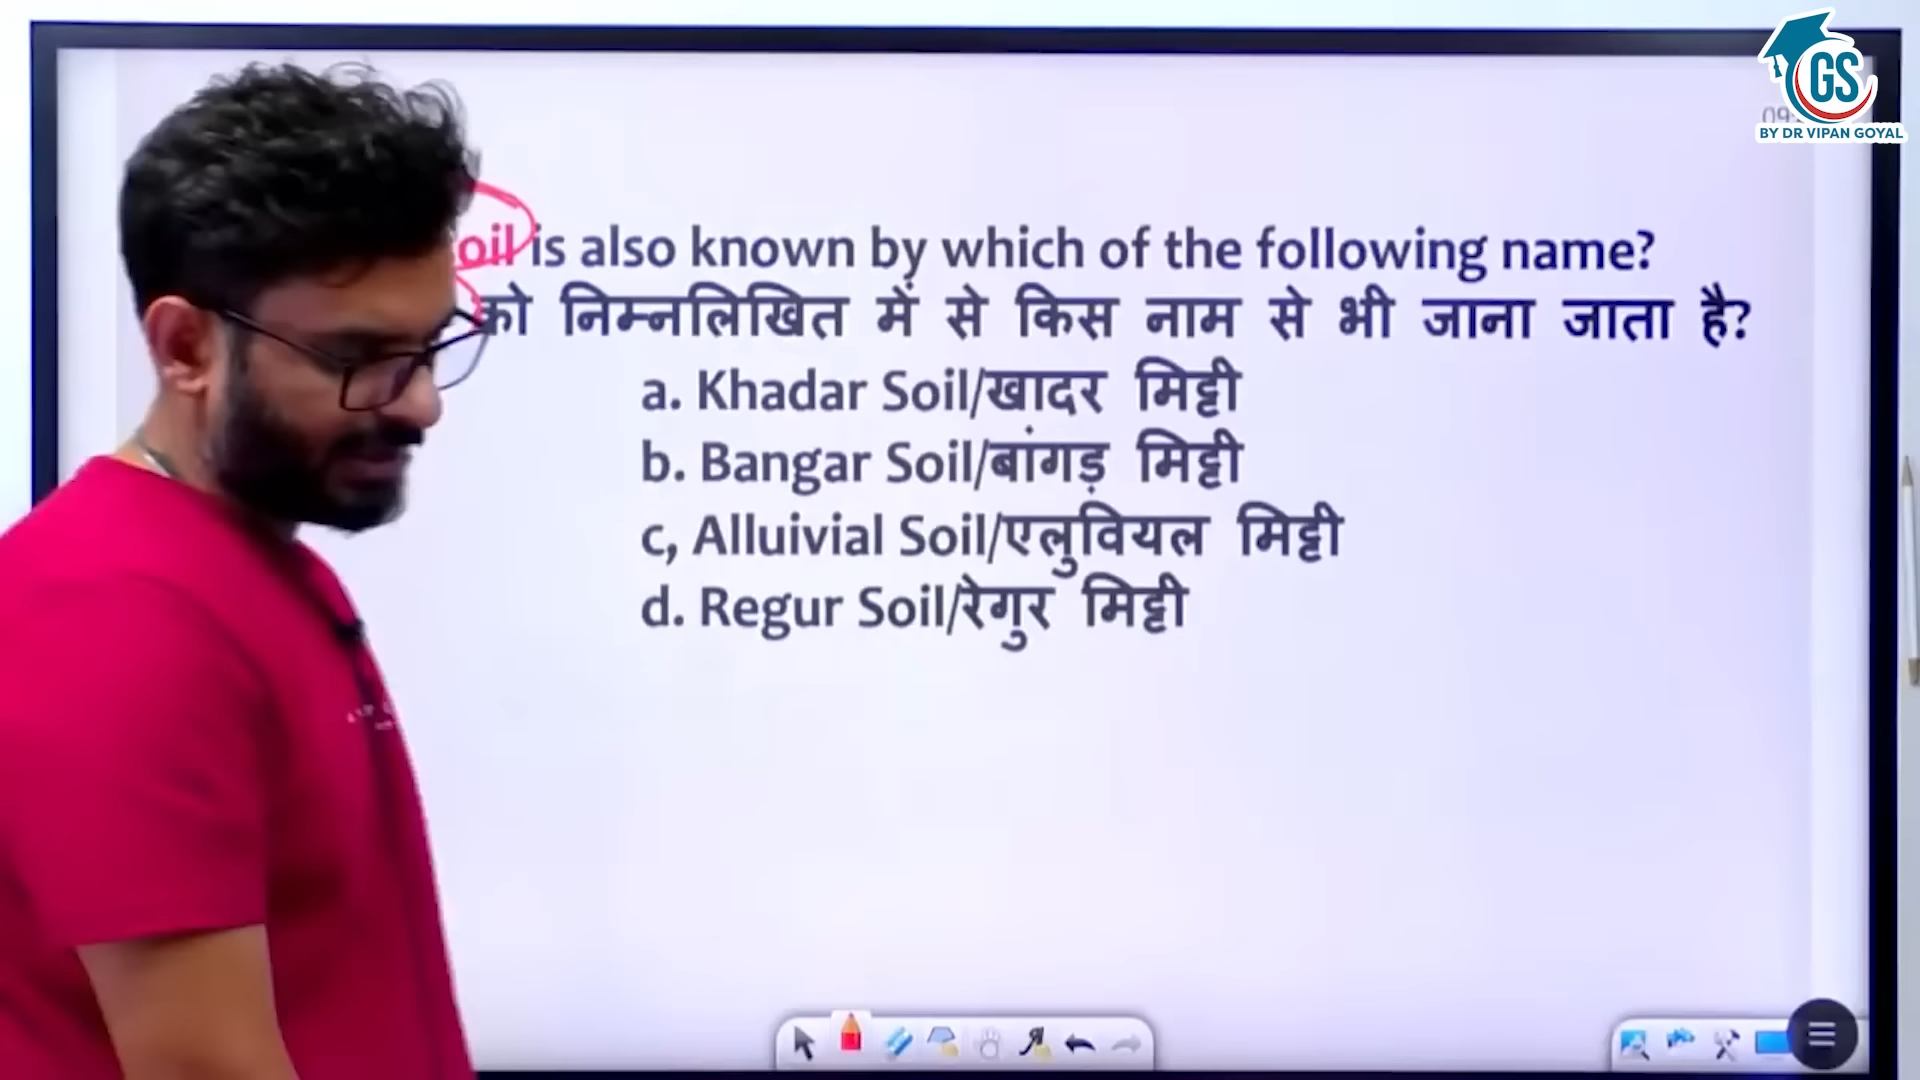 GS
BY DR VIPAN GOYAL
is also known by which of the following name?
को निम्नलिखित में से किस नाम से भी जाना जाता है?
a. Khadar Soil/खादर मिट्टी
b. Bangar Soil/बांगड़ मिट्टी
c, Alluivial Soil/एलुवियल मिट्टी
d. Regur Soil/रेगुर मिट्टी